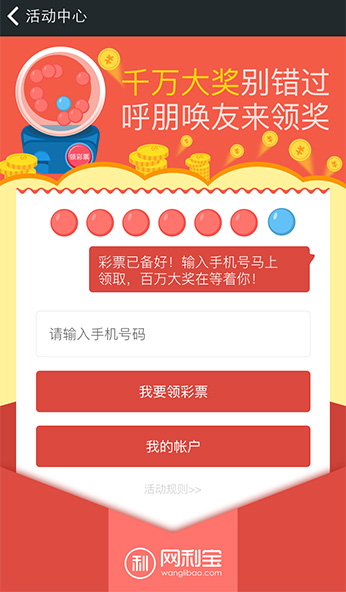 活动中心
千万大奖别错过
呼朋唤友来领奖
领彩票
彩票已备好！输入手机号马上
领取，百万大奖在等着你！
请输入手机号码
我要领彩票
我的帐户
活动规则>>
利 网利宝
wanglibao.com